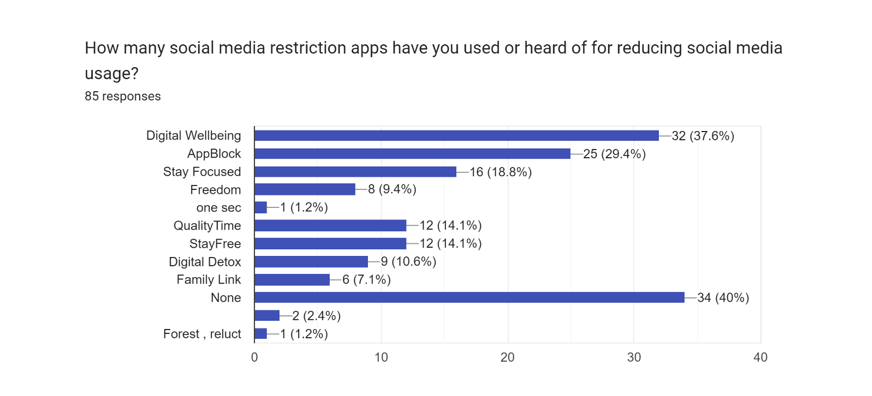 How many social media restriction apps have you used or heard of for reducing social media
usage?
85 responses
Digital Wellbeing 32 (37.6%)
AppBlock 25 (29.4%)
Stay Focused 16 (18.8%)
Freedom 8 (9.4%)
one sec 1 (1.2%)
QualityTime 12 (14.1%)
StayFree 12 (14.1%)
Digital Detox 9 (10.6%)
Family Link 6 (7.1%)
None 34 (40%)
2 (2.4%)
Forest , reluct 1 (1.2%)
0 10 20 30 40